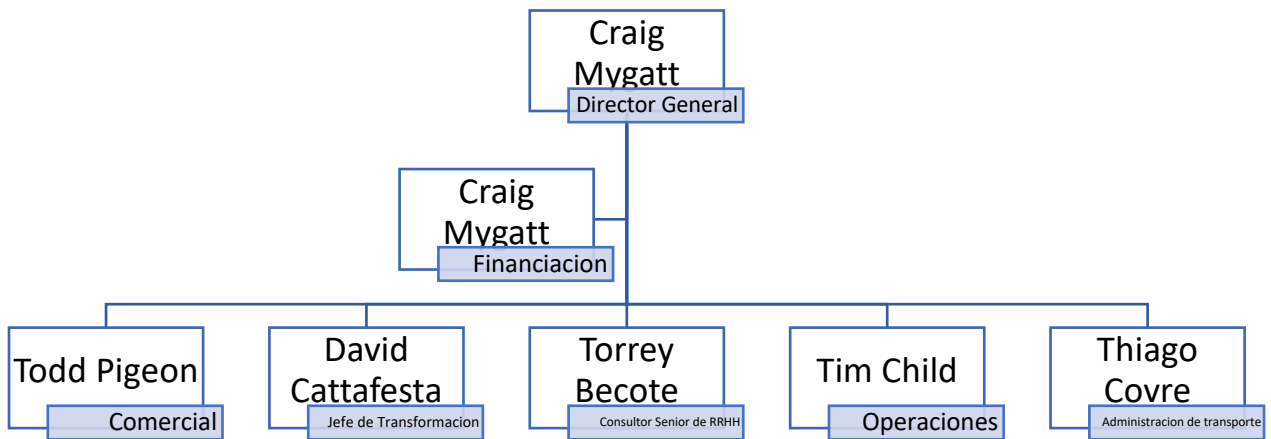 Craig
Mygatt
Director General
Craig
Mygatt
Financiacion
Todd Pigeon
Comercial
David
Cattafesta
Jefe de Transformacion
Torrey
Becote
Consultor Senior de RRHH
Tim Child
Operaciones
Thiago
Covre
Administracion de transporte